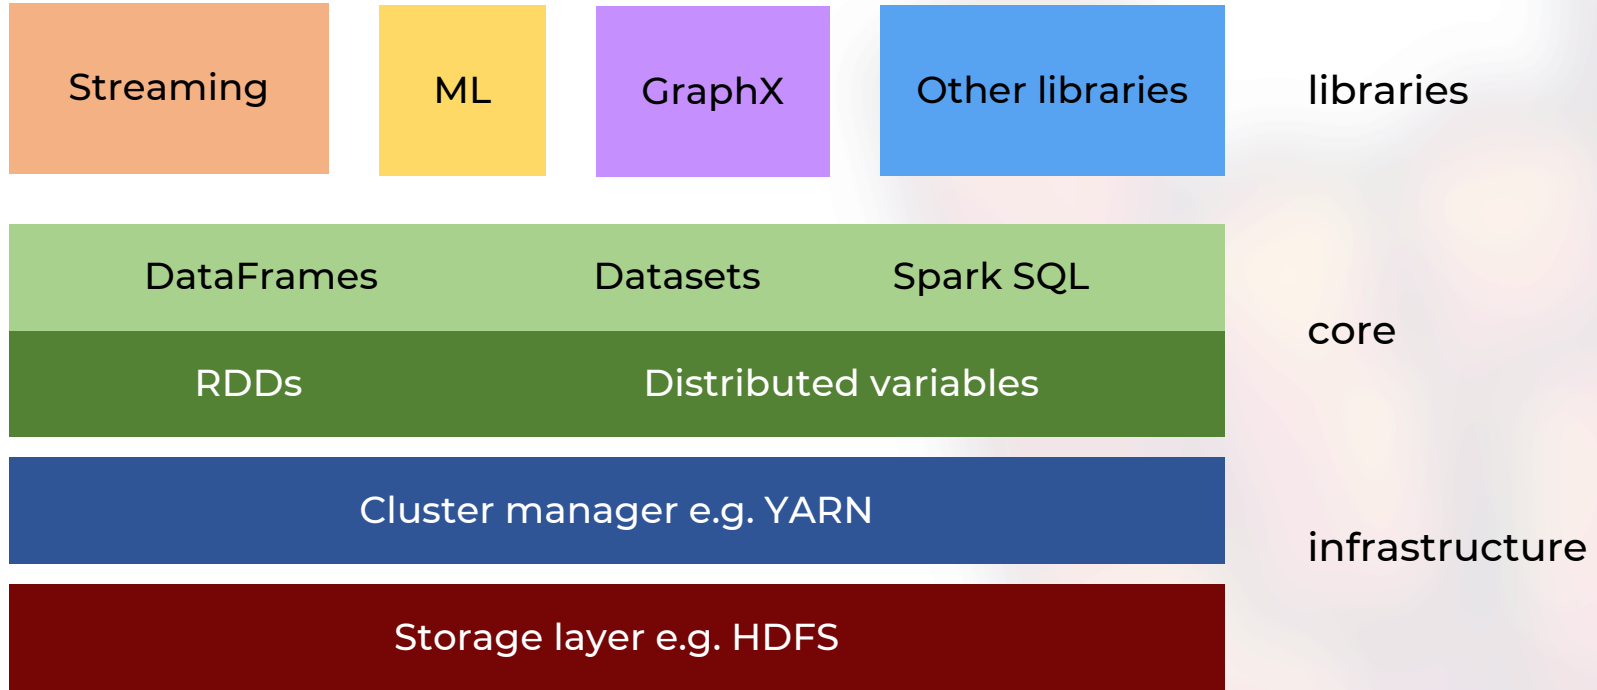 Streaming
ML
GraphX
Other libraries
libraries
DataFrames
Datasets
Spark SQL
core
RDDs
Distributed variables
Cluster manager e.g. YARN
infrastructure
Storage layer e.g. HDFS